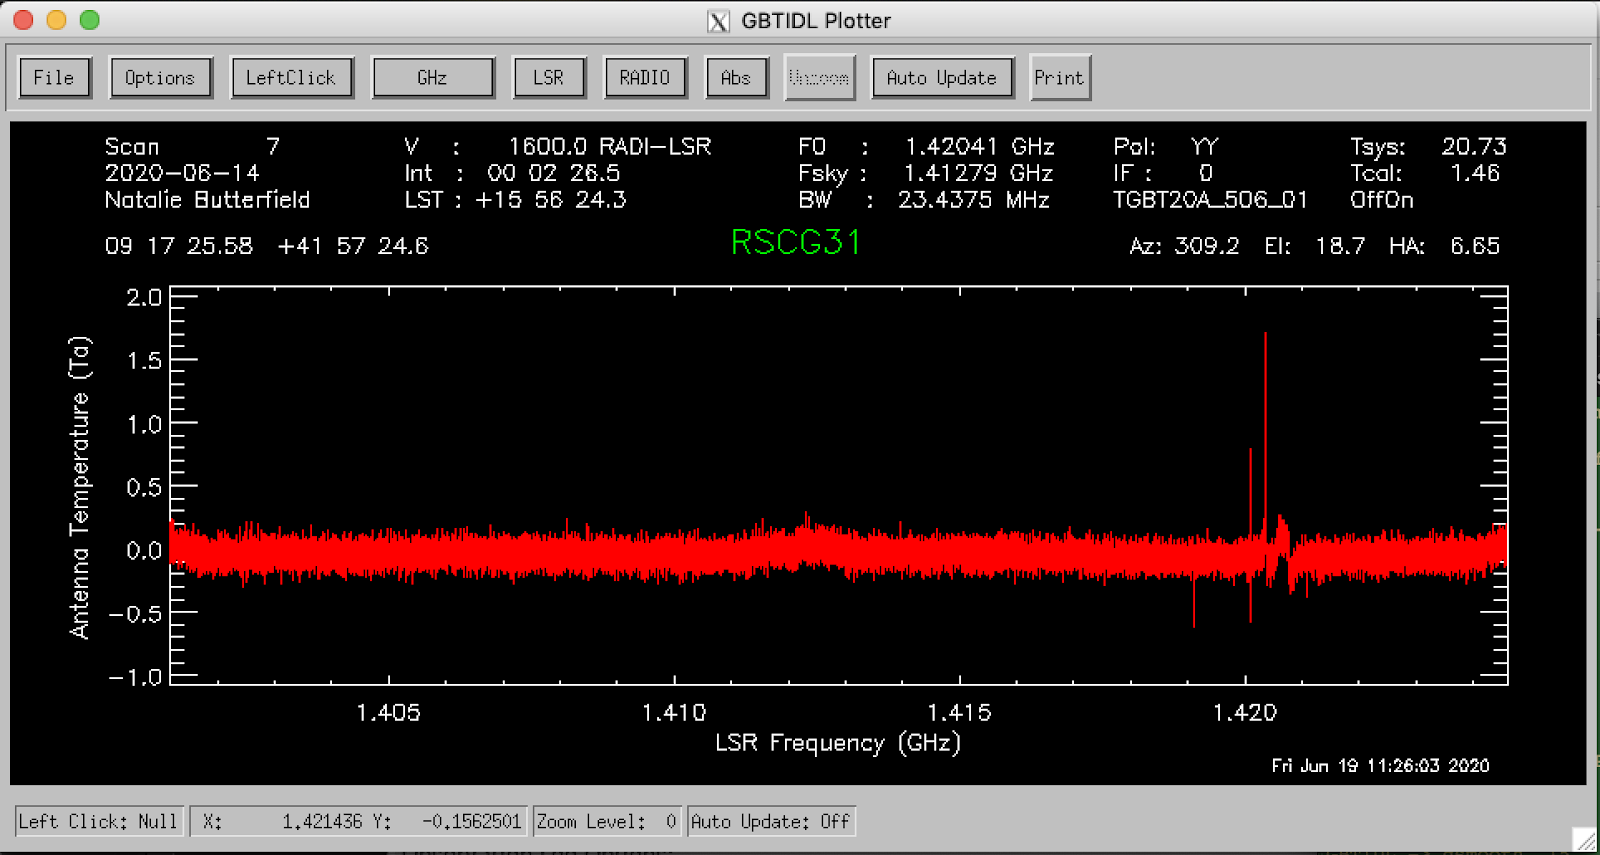 GBTIDL Plotter
File Options LeftClick GHz LSR RADIO Abs Unzoom Auto Update Print
Scan 7 V : 1600.0 RADI-LSR F0 : 1.42041 GHz Pol: YY Tsys: 20.73
2020-06-14 Int : 00 02 26.5 Fsky : 1.41279 GHz IF : 0 Tcal: 1.46
Natalie Butterfield LST : +15 56 24.3 BW : 23.4375 MHz TGBT20A_506_01 OffOn
09 17 25.58 +41 57 24.6 RSCG31 Az: 309.2 El: 18.7 HA: 6.65
2.0
1.5
1.0
0.5
0.0
-0.5
-1.0
Antenna Temperature (Ta)
1.405 1.410 1.415 1.420
LSR Frequency (GHz)
Fri Jun 19 11:26:03 2020
Left Click: Null X: 1.421436 Y: -0.1562501 Zoom Level: 0 Auto Update: Off